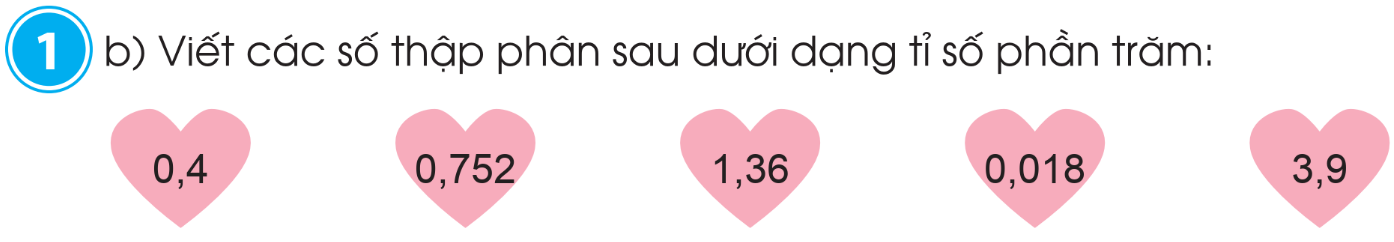 1 b) Viết các số thập phân sau dưới dạng tỉ số phần trăm:
0,4 0,752 1,36 0,018 3,9